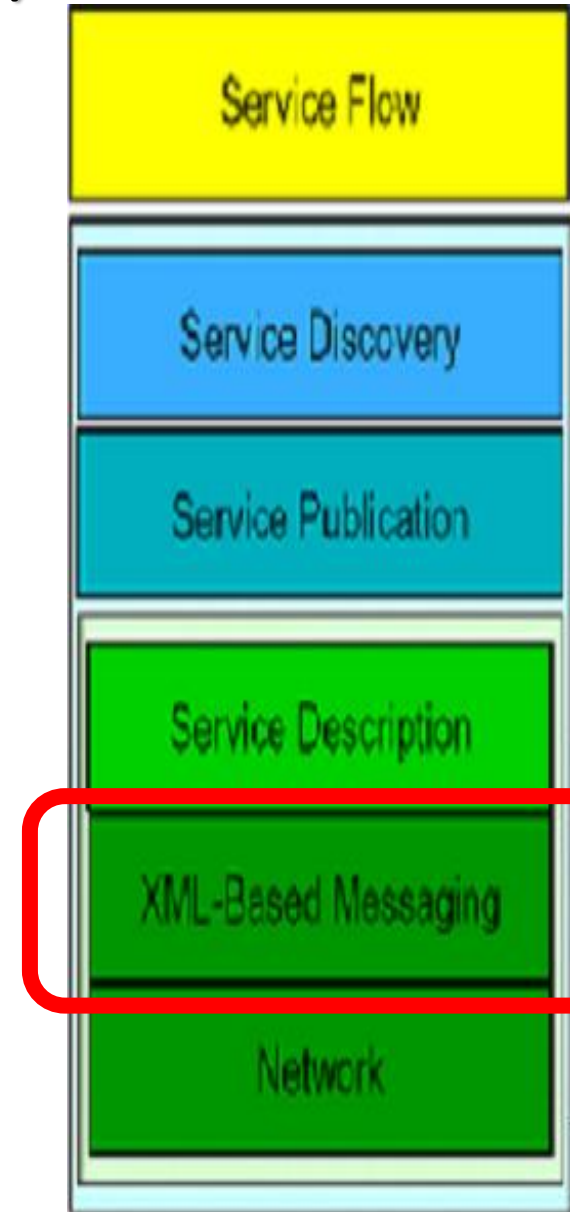 Service Flow
Service Discovery
Service Publication
Service Description
XML-Based Messaging
Network